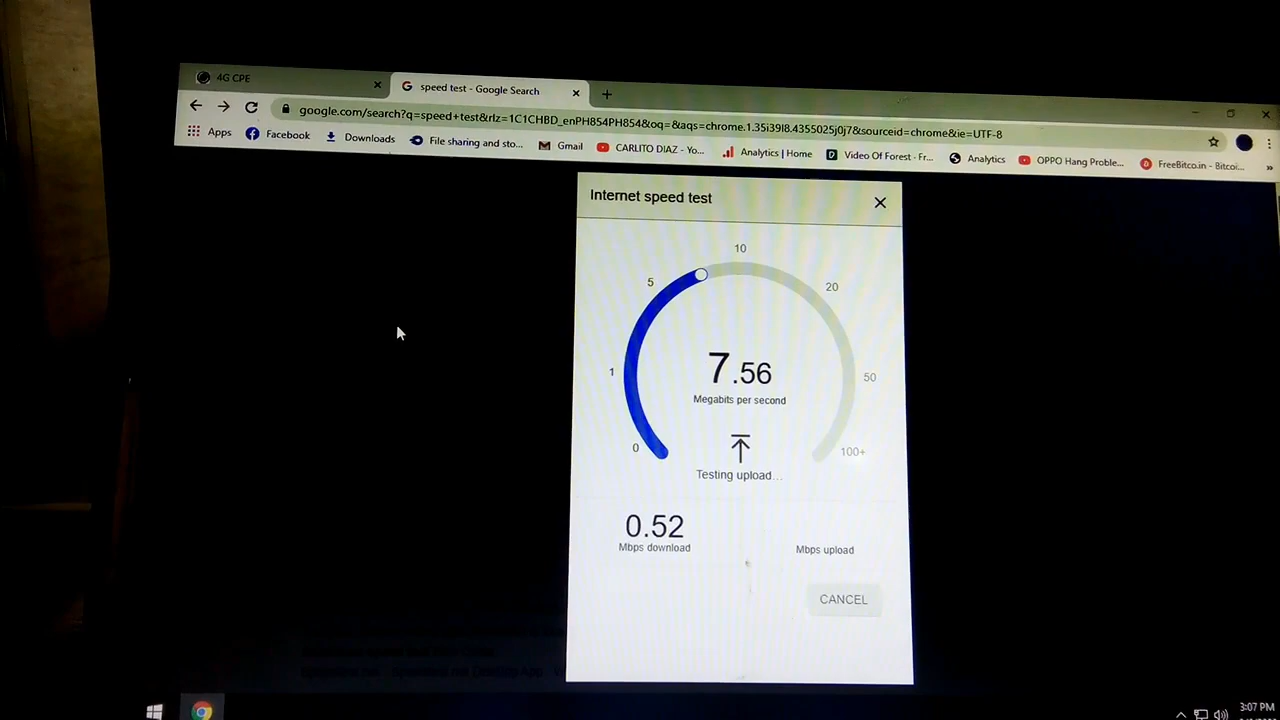 4G CPE
speed test - Google Search
google.com/search?q=speed+test&rlz=1C1CHBD_enPH854PH854&oq=&aqs=chrome.1.35i39l8.4355025j0j7&sourceid=chrome&ie=UTF-8
Apps Facebook Downloads File sharing and sto... Gmail CARLITO DIAZ - Yo... Analytics | Home Video Of Forest · Fr... Analytics OPPO Hang Proble... FreeBitco.in - Bitcoi...
Internet speed test
10
5
20
1
50
7.56
Megabits per second
0
100+
Testing upload...
0.52
Mbps download
Mbps upload
CANCEL
3:07 PM